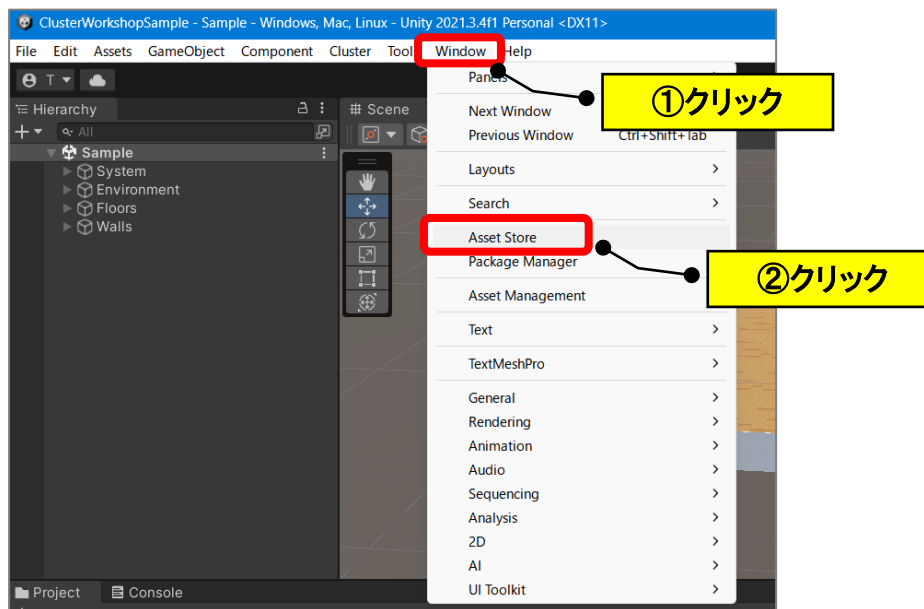 ClusterWorkshopSample - Sample - Windows, Mac, Linux - Unity 2021.3.4f1 Personal <DX11>
File Edit Assets GameObject Component Cluster Tool Window Help
T
Hierarchy
# Scene
All
Sample
System
Environment
Floors
Walls
Panels
Next Window
Previous Window Ctrl+Shift+Tab
Layouts
Search
Asset Store
Package Manager
Asset Management
Text
TextMeshPro
General
Rendering
Animation
Audio
Sequencing
Analysis
2D
AI
UI Toolkit
①クリック
②クリック
Project Console